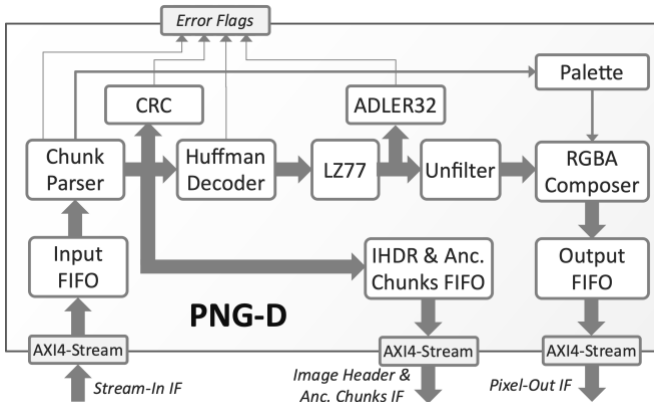 Error Flags
Palette
CRC
ADLER32
Chunk
Parser
Huffman
Decoder
LZ77
Unfilter
RGBA
Composer
Input
FIFO
IHDR & Anc.
Chunks FIFO
Output
FIFO
PNG-D
AXI4-Stream
AXI4-Stream
AXI4-Stream
Stream-In IF
Image Header &
Anc. Chunks IF
Pixel-Out IF